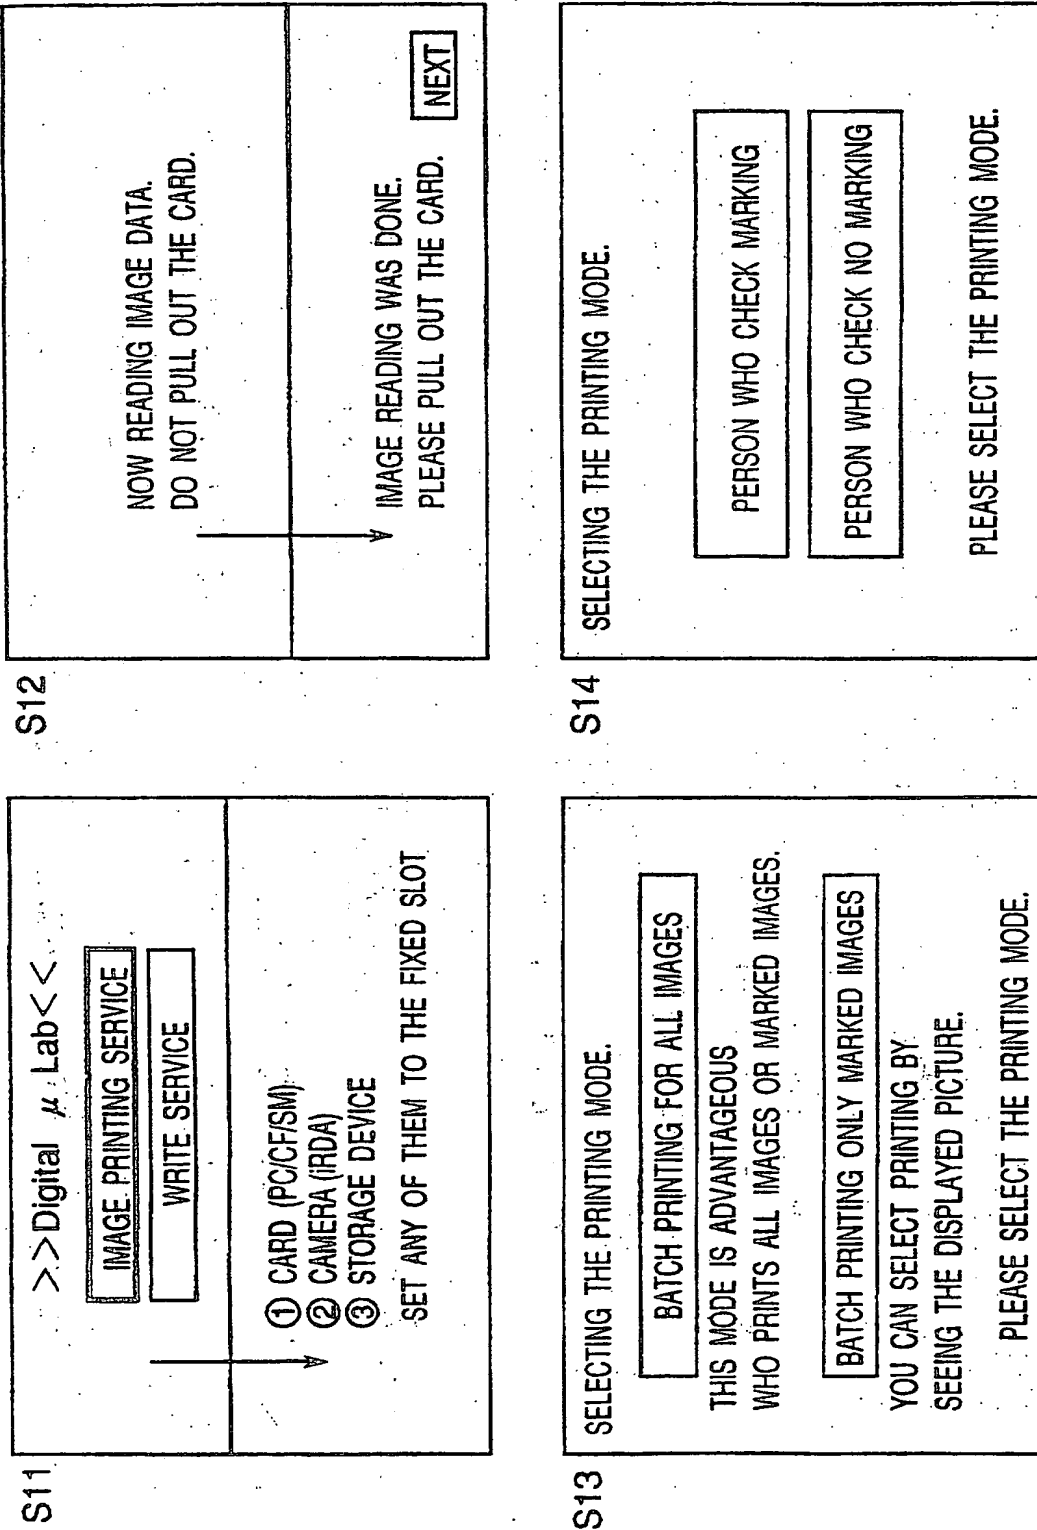 S11
>>Digital μ Lab<<
IMAGE PRINTING SERVICE
WRITE SERVICE
① CARD (PC/CF/SM)
② CAMERA (iRDA)
③ STORAGE DEVICE
SET ANY OF THEM TO THE FIXED SLOT
S12
NOW READING IMAGE DATA.
DO NOT PULL OUT THE CARD.
IMAGE READING WAS DONE.
PLEASE PULL OUT THE CARD.
NEXT
S13
SELECTING THE PRINTING MODE.
BATCH PRINTING FOR ALL IMAGES
THIS MODE IS ADVANTAGEOUS
WHO PRINTS ALL IMAGES OR MARKED IMAGES.
BATCH PRINTING ONLY MARKED IMAGES
YOU CAN SELECT PRINTING BY
SEEING THE DISPLAYED PICTURE.
PLEASE SELECT THE PRINTING MODE.
S14
SELECTING THE PRINTING MODE.
PERSON WHO CHECK MARKING
PERSON WHO CHECK NO MARKING
PLEASE SELECT THE PRINTING MODE.